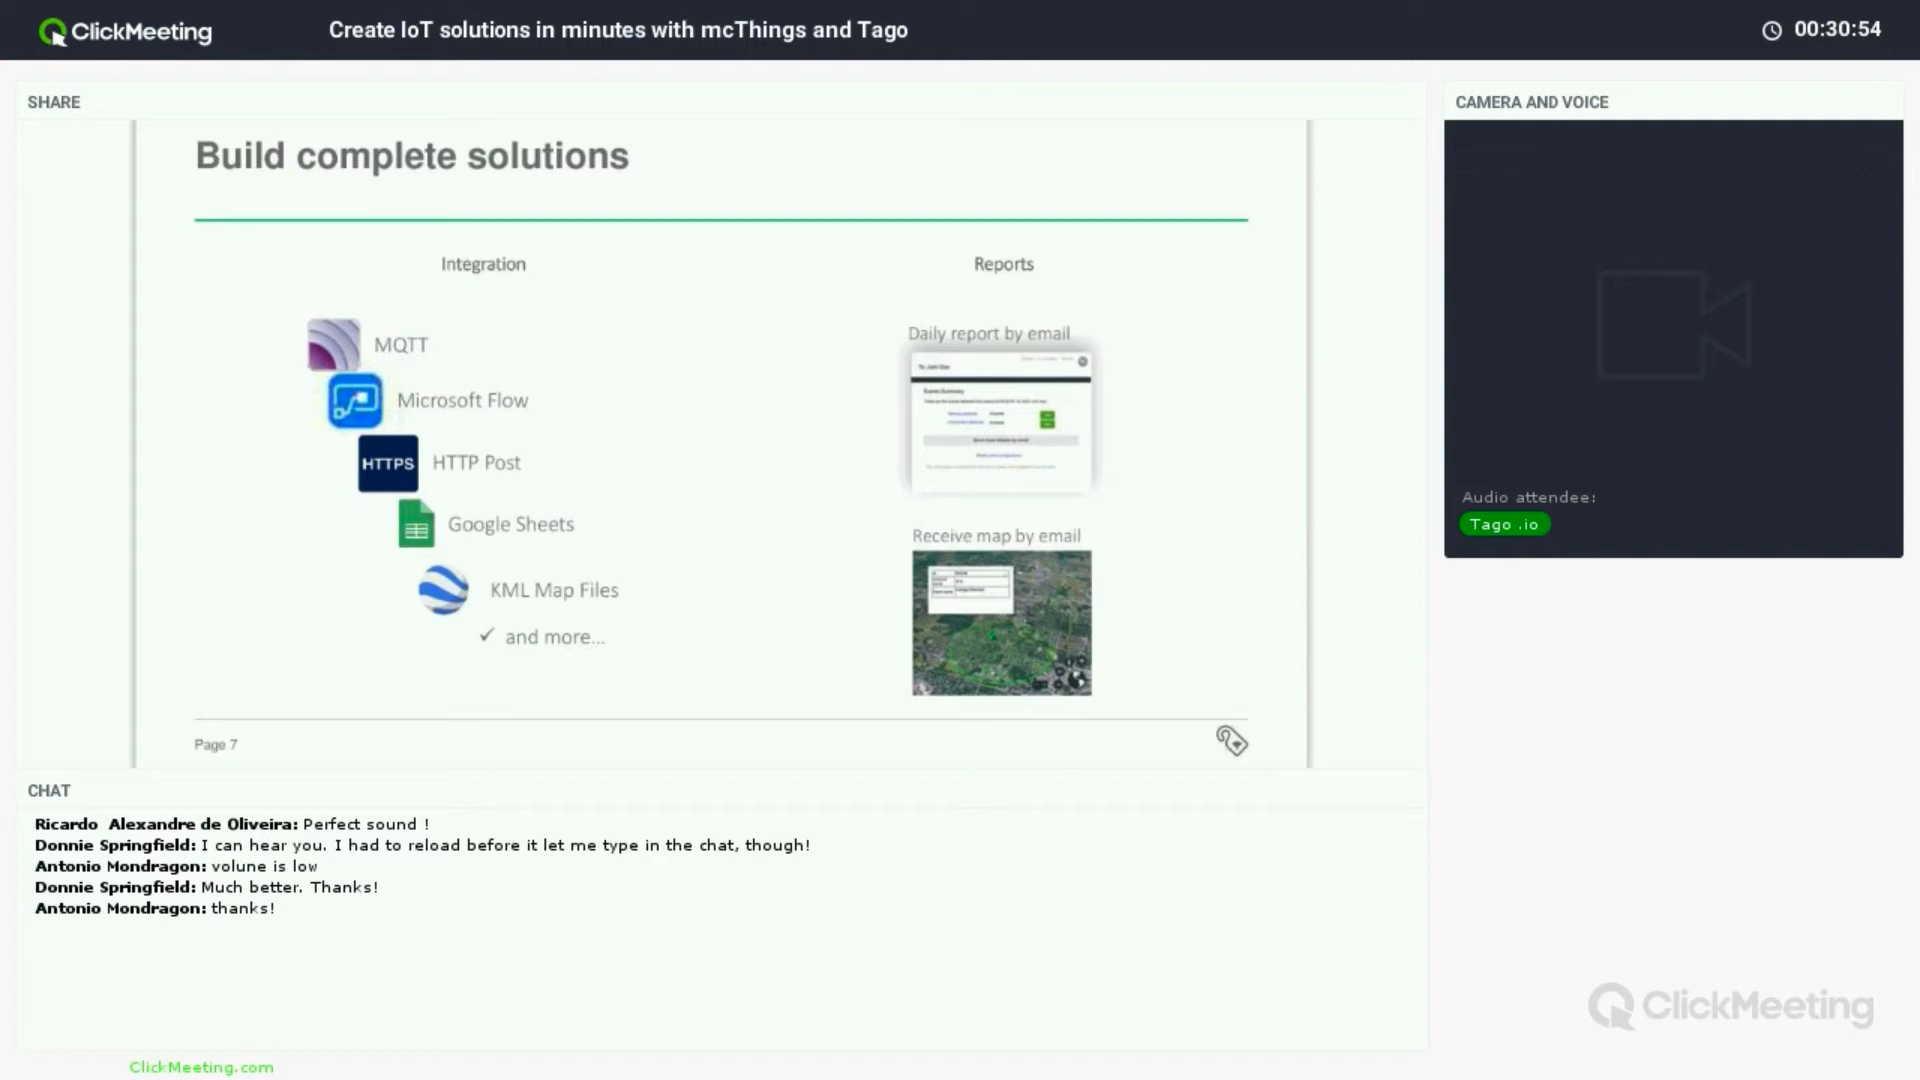 ClickMeeting
Create IoT solutions in minutes with mcThings and Tago
00:30:54
SHARE
CAMERA AND VOICE
Build complete solutions
Integration
Reports
MQTT
Microsoft Flow
HTTPS
HTTP Post
Google Sheets
KML Map Files
✓ and more...
Daily report by email
Receive map by email
Page 7
Audio attendee:
Tago .io
CHAT
Ricardo Alexandre de Oliveira: Perfect sound !
Donnie Springfield: I can hear you. I had to reload before it let me type in the chat, though!
Antonio Mondragon: volune is low
Donnie Springfield: Much better. Thanks!
Antonio Mondragon: thanks!
ClickMeeting
ClickMeeting.com